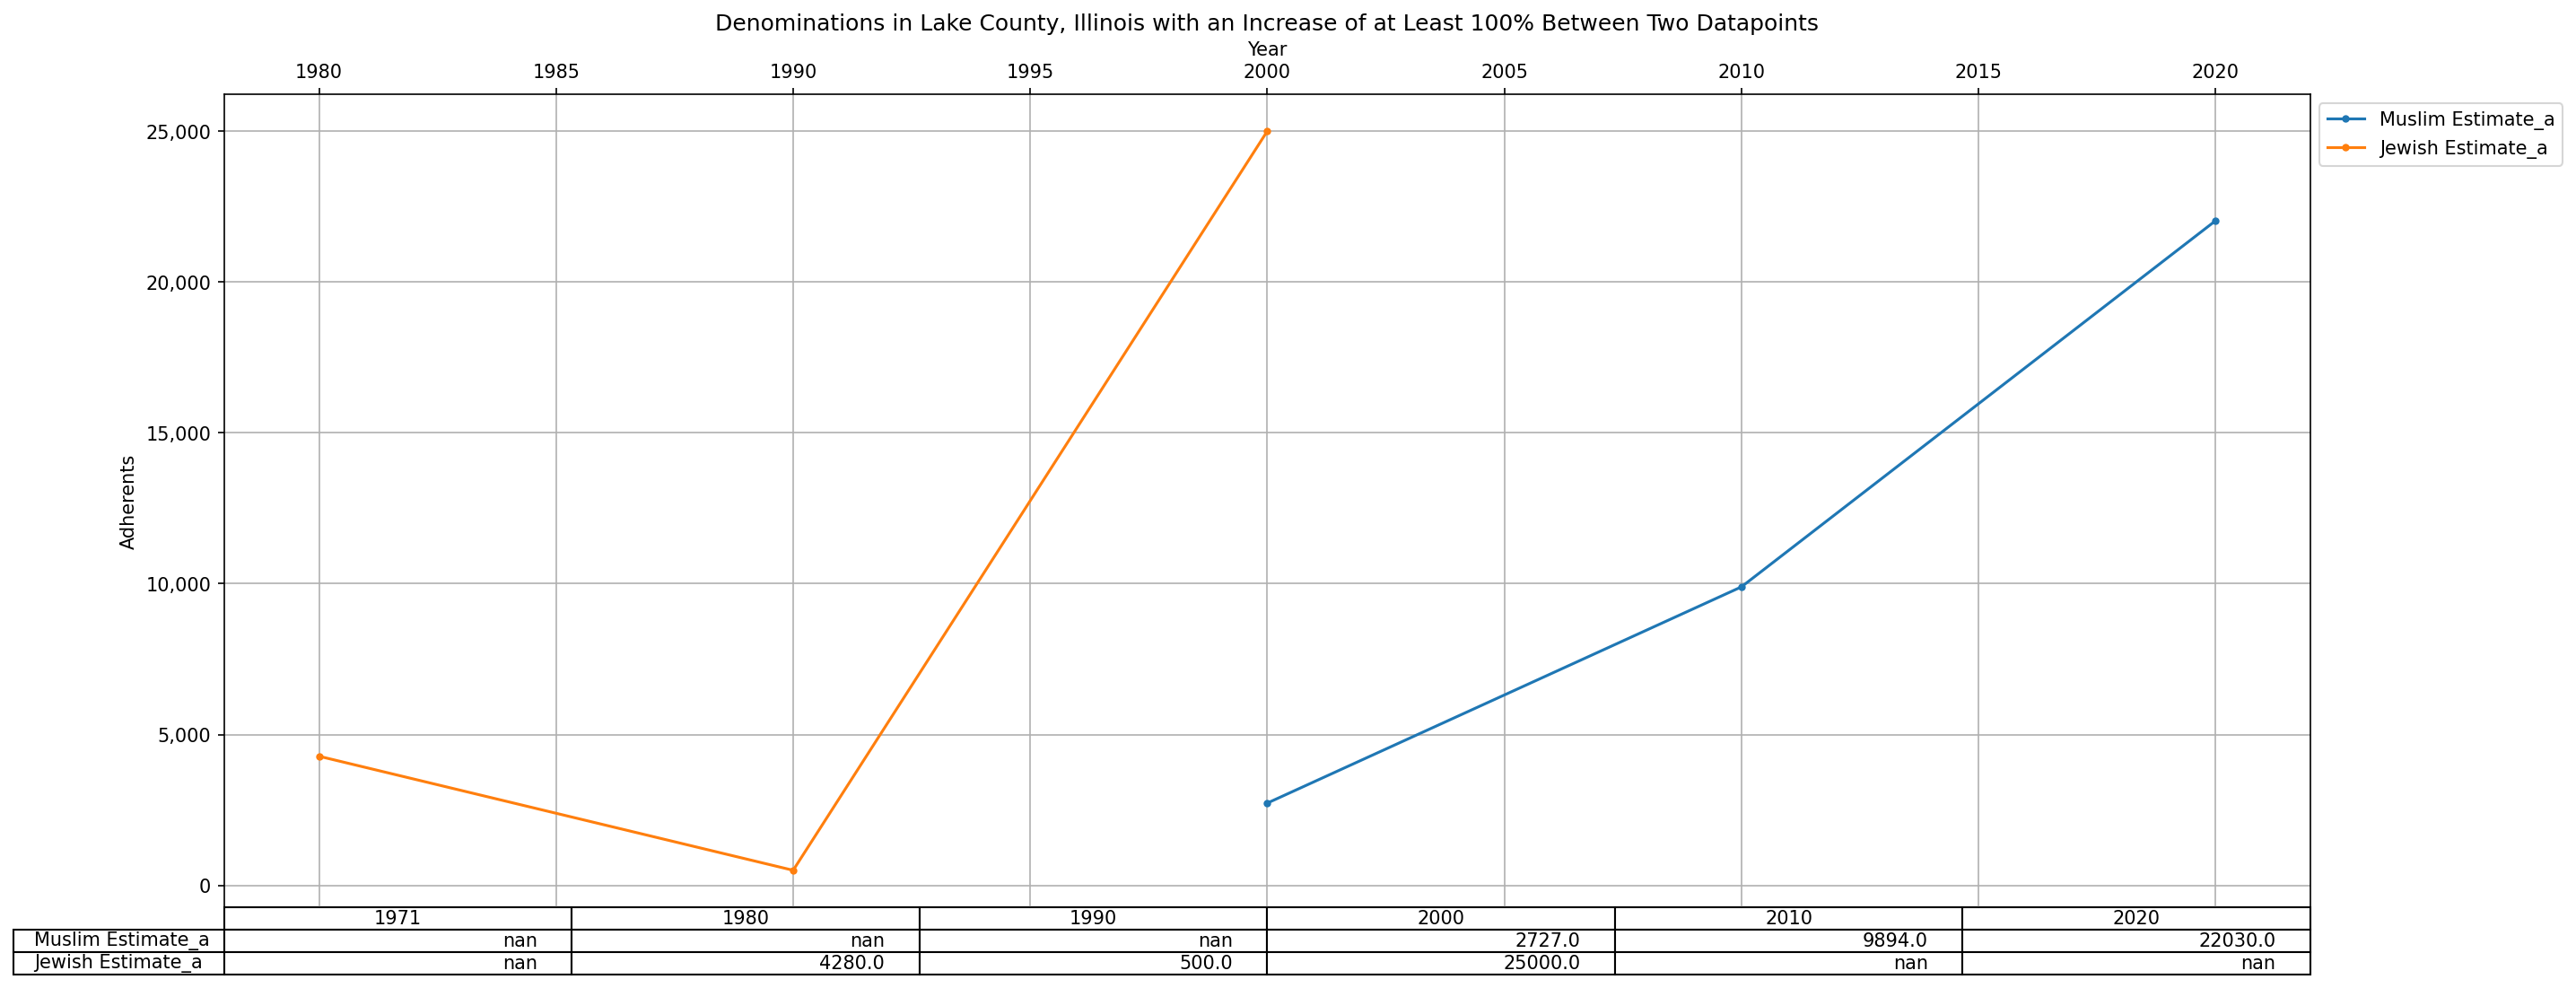 Denominations in Lake County, Illinois with an Increase of at Least 100% Between Two Datapoints
Year
1980 1985 1990 1995 2000 2005 2010 2015 2020
Muslim Estimate_a
Jewish Estimate_a
25,000
20,000
15,000
10,000
5,000
0
Adherents
1971 1980 1990 2000 2010 2020
Muslim Estimate_a nan nan nan 2727.0 9894.0 22030.0
Jewish Estimate_a nan 4280.0 500.0 25000.0 nan nan